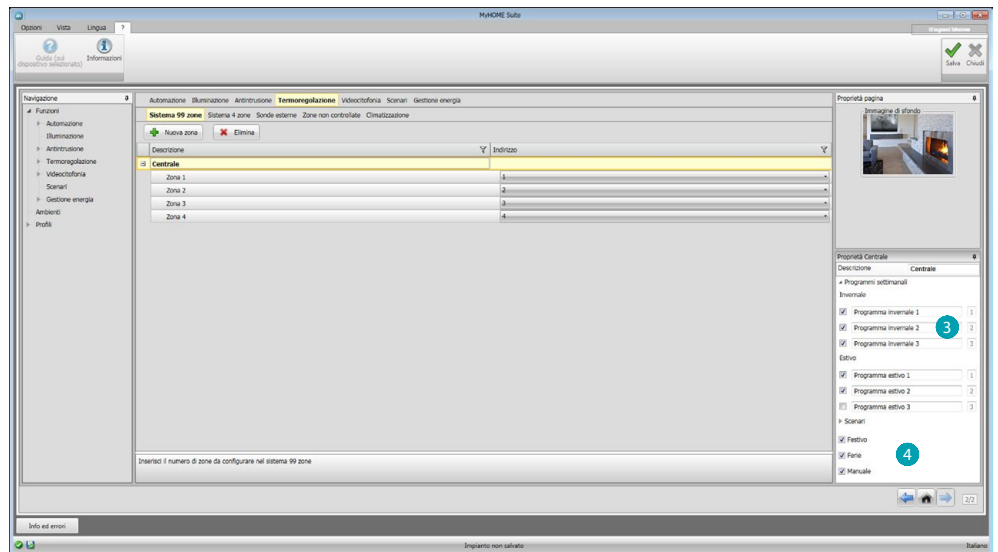 MyHOME Suite
Opzioni Vista Lingua ?
Guida (sul dispositivo selezionato)
Informazioni
Salva Chiudi
Navigazione
Funzioni
Automazione
Illuminazione
Antintrusione
Termoregolazione
Videocitofonia
Scenari
Gestione energia
Ambienti
Profili
Automazione Illuminazione Antintrusione Termoregolazione Videocitofonia Scenari Gestione energia
Sistema 99 zone Sistema 4 zone Sonde esterne Zone non controllate Climatizzazione
Nuova zona Elimina
Descrizione Indirizzo
Centrale
Zona 1 1
Zona 2 2
Zona 3 3
Zona 4 4
Inserisci il numero di zone da configurare nel sistema 99 zone
Proprietà pagina
Immagine di sfondo
Proprietà Centrale
Descrizione Centrale
Programmi settimanali
Invernale
Programma invernale 1 1
Programma invernale 2 2
3
Programma invernale 3 3
Estivo
Programma estivo 1 1
Programma estivo 2 2
Programma estivo 3 3
Scenari
Festivo
Ferie
4
Manuale
2/2
Info ed errori
Impianto non salvato
Italiano